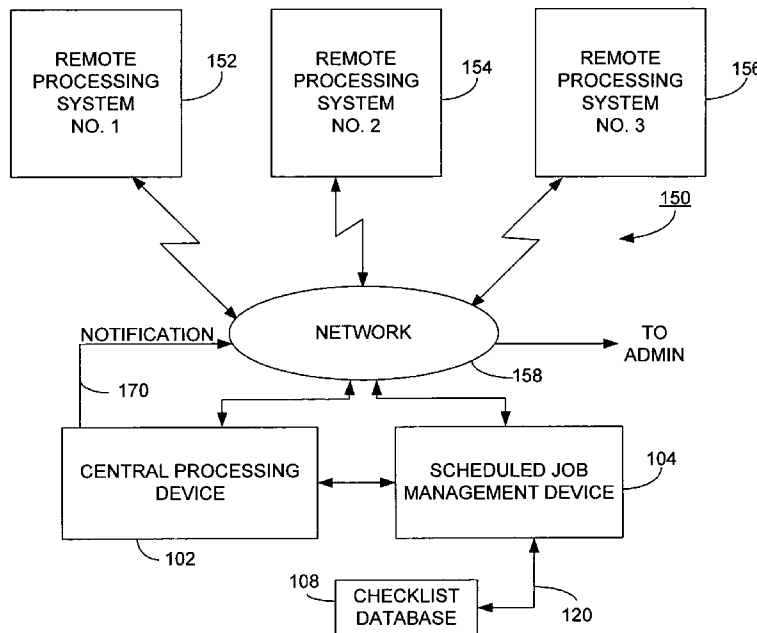 REMOTE
PROCESSING
SYSTEM
NO. 1
152
REMOTE
PROCESSING
SYSTEM
NO. 2
154
REMOTE
PROCESSING
SYSTEM
NO. 3
156
150
NOTIFICATION
NETWORK
TO
ADMIN
170
158
CENTRAL PROCESSING
DEVICE
SCHEDULED JOB
MANAGEMENT DEVICE
104
102
108
CHECKLIST
DATABASE
120